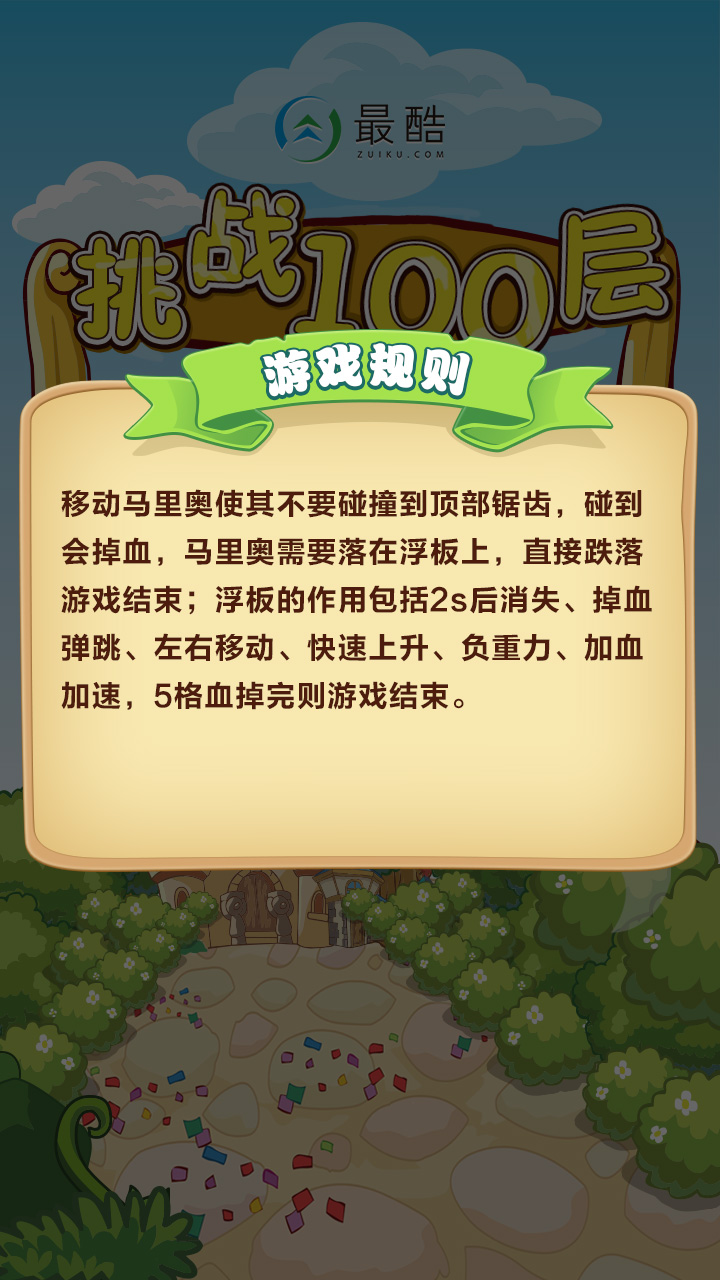 最酷
ZUIKU.COM
挑战100层
游戏规则
移动马里奥使其不要碰撞到顶部锯齿，碰到
会掉血，马里奥需要落在浮板上，直接跌落
游戏结束；浮板的作用包括2s后消失、掉血
弹跳、左右移动、快速上升、负重力、加血
加速，5格血掉完则游戏结束。